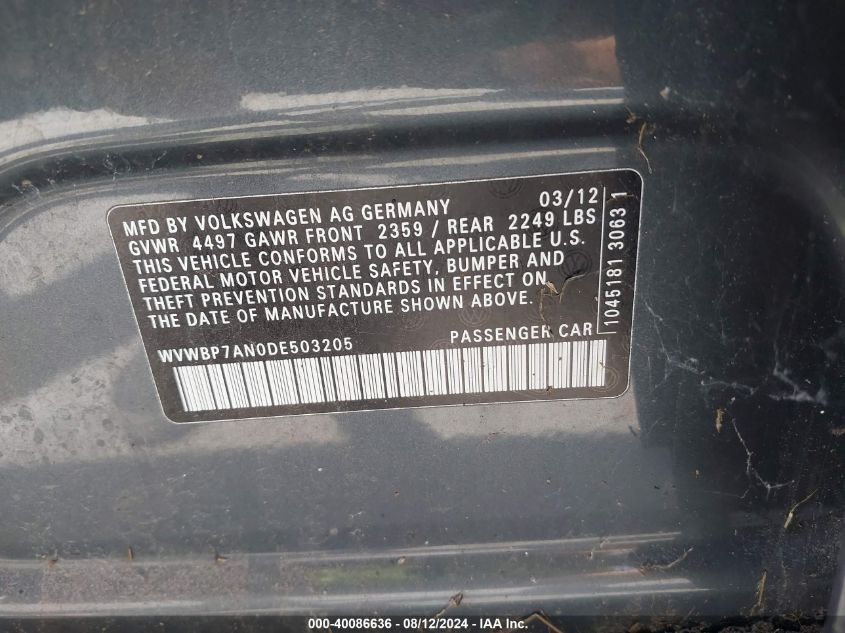 MFD BY VOLKSWAGEN AG GERMANY 03/12
GVWR 4497 GAWR FRONT 2359 / REAR 2249 LBS
THIS VEHICLE CONFORMS TO ALL APPLICABLE U.S.
FEDERAL MOTOR VEHICLE SAFETY, BUMPER AND
THEFT PREVENTION STANDARDS IN EFFECT ON
THE DATE OF MANUFACTURE SHOWN ABOVE.
WVWBP7AN0DE503205 PASSENGER CAR
1045181 3063 1
000-40086636 - 08/12/2024 - IAA Inc.